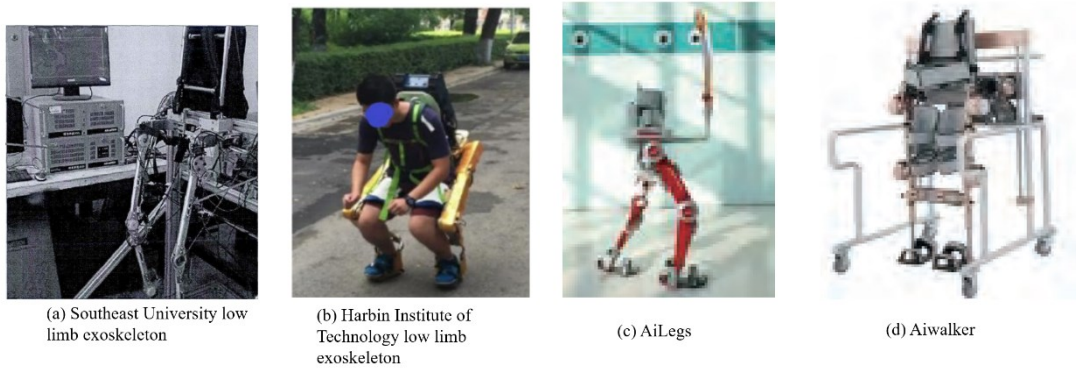 (a) Southeast University low
limb exoskeleton
(b) Harbin Institute of
Technology low limb
exoskeleton
(c) AiLegs
(d) Aiwalker